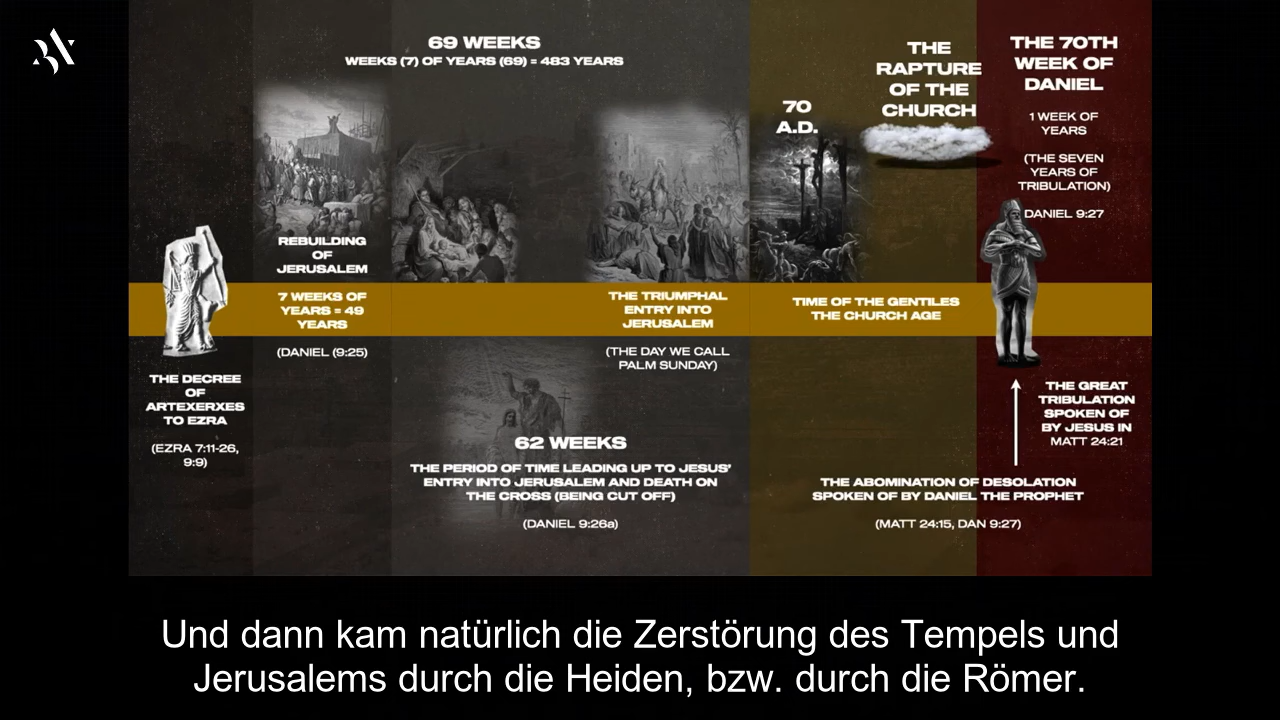 69 WEEKS
WEEKS (7) OF YEARS (69) = 483 YEARS
REBUILDING
OF
JERUSALEM
7 WEEKS OF
YEARS = 49
YEARS
(DANIEL (9:25)
THE DECREE
OF
ARTEXERXES
TO EZRA
(EZRA 7:11-26,
9:9)
THE TRIUMPHAL
ENTRY INTO
JERUSALEM
(THE DAY WE CALL
PALM SUNDAY)
62 WEEKS
THE PERIOD OF TIME LEADING UP TO JESUS'
ENTRY INTO JERUSALEM AND DEATH ON
THE CROSS (BEING CUT OFF)
(DANIEL 9:26a)
70
A.D.
THE
RAPTURE
OF THE
CHURCH
TIME OF THE GENTILES
THE CHURCH AGE
THE 70TH
WEEK OF
DANIEL
1 WEEK OF
YEARS
(THE SEVEN
YEARS OF
TRIBULATION)
DANIEL 9:27
THE GREAT
TRIBULATION
SPOKEN OF
BY JESUS IN
MATT 24:21
THE ABOMINATION OF DESOLATION
SPOKEN OF BY DANIEL THE PROPHET
(MATT 24:15, DAN 9:27)
Und dann kam natürlich die Zerstörung des Tempels und
Jerusalems durch die Heiden, bzw. durch die Römer.